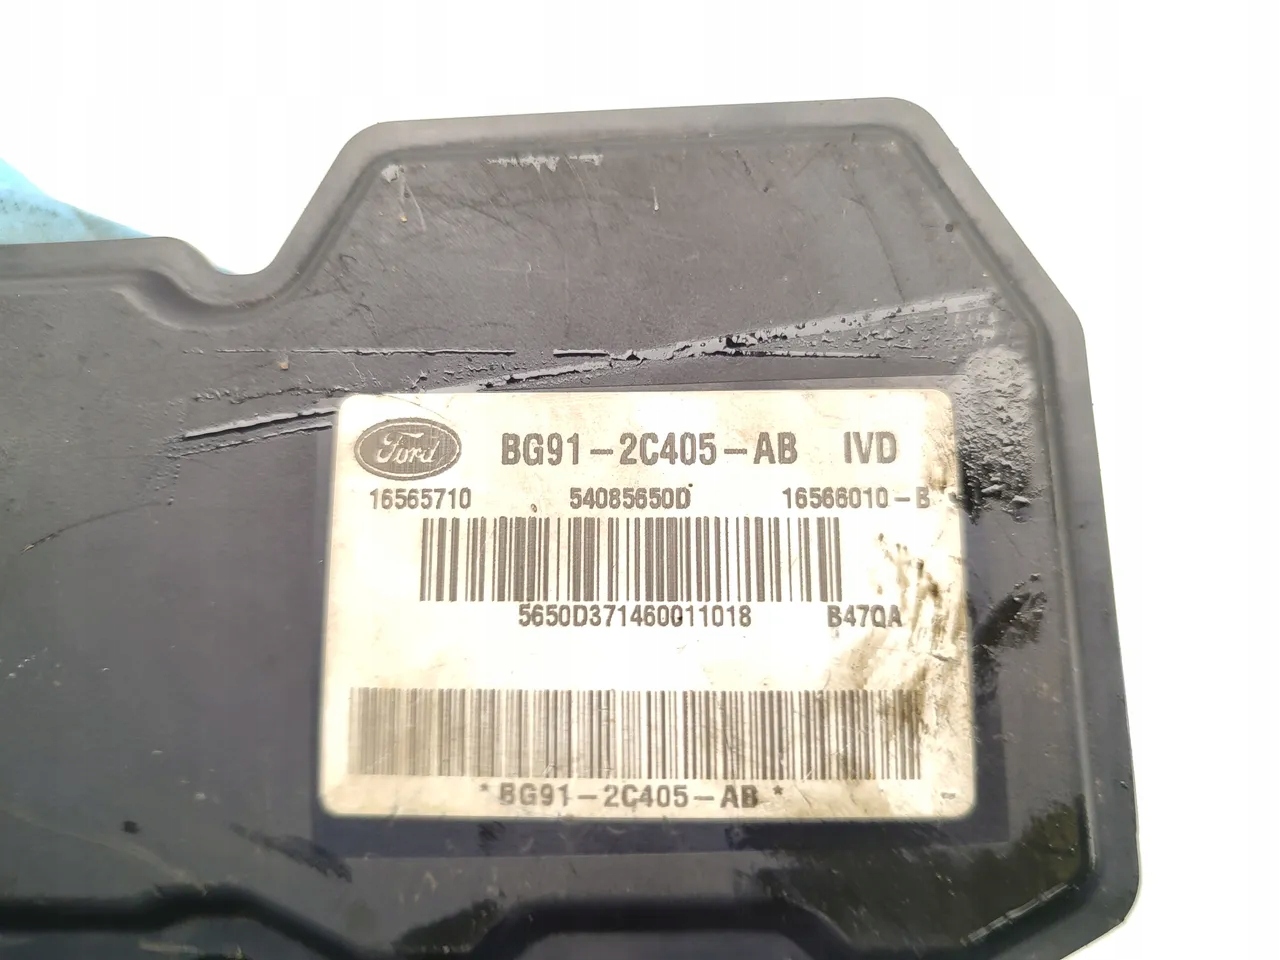 Ford BG91-2C405-AB IVD
16565710 54085650D 16566010-B
5650D371460011018 B47QA
*BG91-2C405-AB*